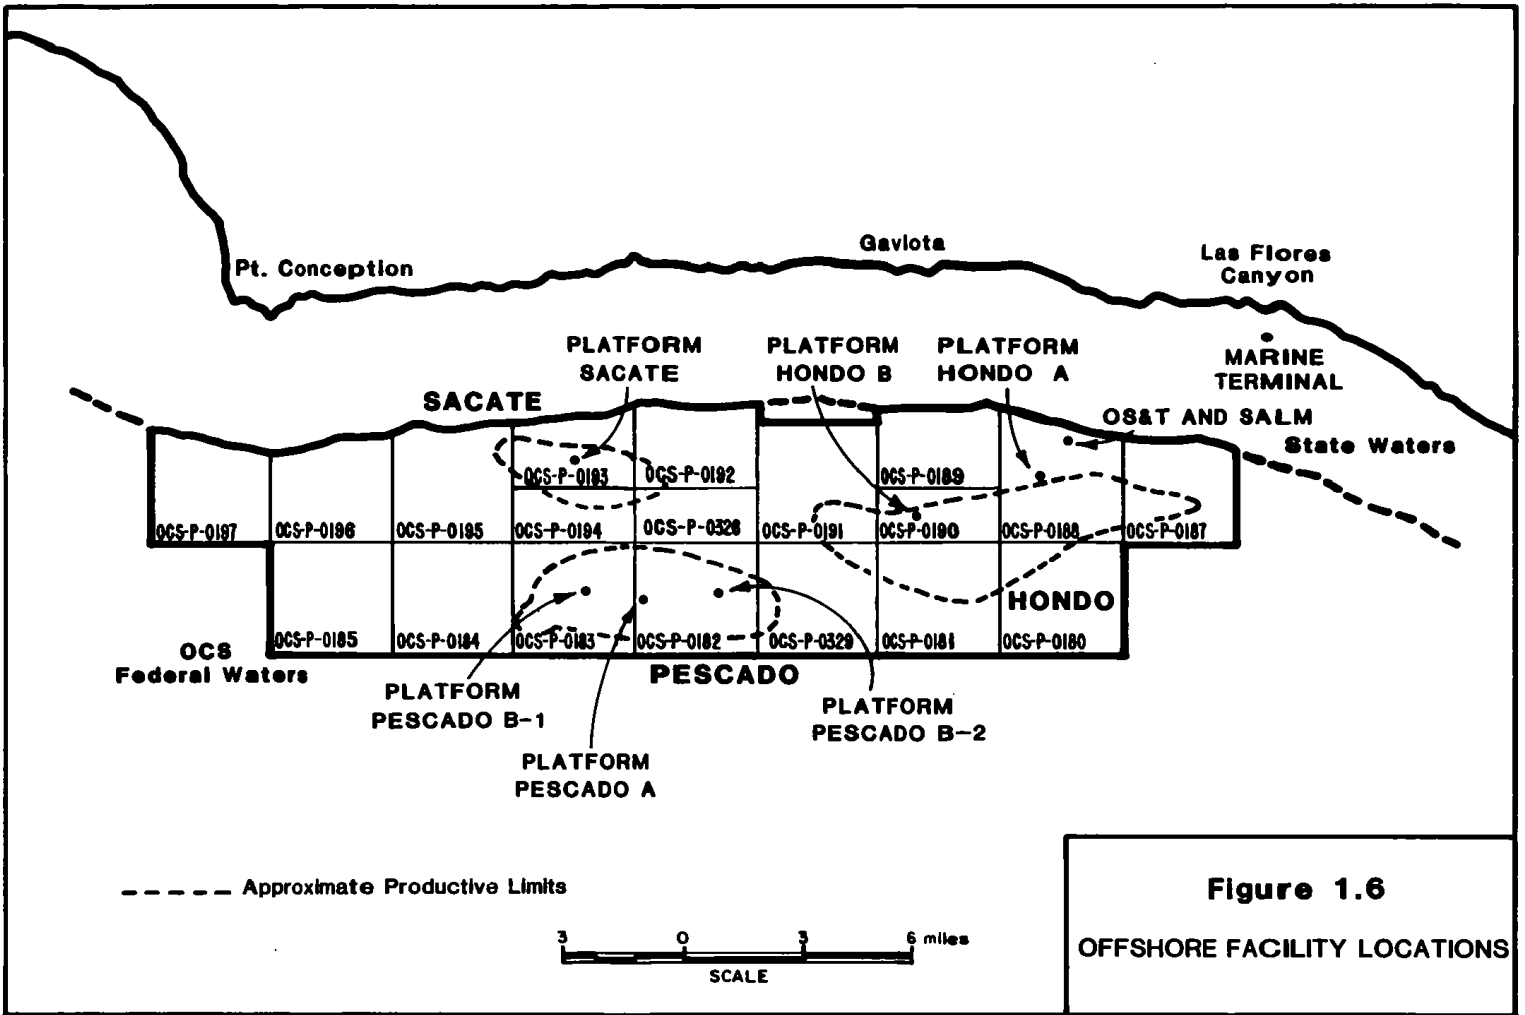 Gaviota
Las Flores
Canyon
Pt. Conception
PLATFORM
SACATE
PLATFORM
HONDO B
PLATFORM
HONDO A
MARINE
TERMINAL
SACATE
OS&T AND SALM
State Waters
OCS-P-0193
OCS-P-0192
OCS-P-0189
OCS-P-0197
OCS-P-0196
OCS-P-0195
OCS-P-0194
OCS-P-0326
OCS-P-0191
OCS-P-0190
OCS-P-0188
OCS-P-0187
HONDO
OCS-P-0185
OCS-P-0184
OCS-P-0183
OCS-P-0182
OCS-P-0329
OCS-P-0181
OCS-P-0180
OCS
Federal Waters
PESCADO
PLATFORM
PESCADO B-1
PLATFORM
PESCADO B-2
PLATFORM
PESCADO A
Approximate Productive Limits
3 0 3 6 miles
SCALE
Figure 1.6
OFFSHORE FACILITY LOCATIONS